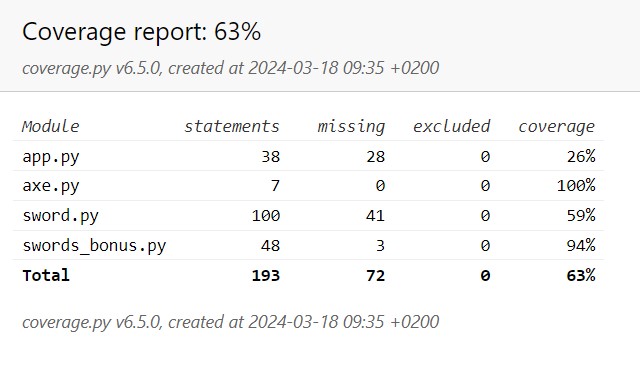 Coverage report: 63%
coverage.py v6.5.0, created at 2024-03-18 09:35 +0200
Module statements missing excluded coverage
app.py 38 28 0 26%
axe.py 7 0 0 100%
sword.py 100 41 0 59%
swords_bonus.py 48 3 0 94%
Total 193 72 0 63%
coverage.py v6.5.0, created at 2024-03-18 09:35 +0200